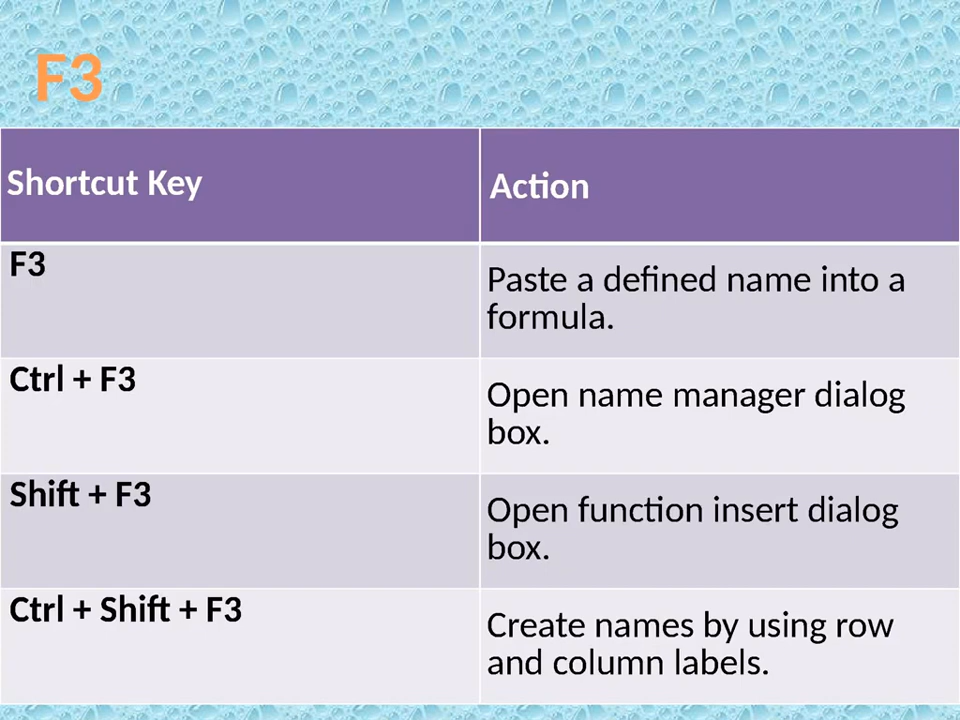 F3
Shortcut Key
Action
F3
Paste a defined name into a
formula.
Ctrl + F3
Open name manager dialog
box.
Shift + F3
Open function insert dialog
box.
Ctrl + Shift + F3
Create names by using row
and column labels.